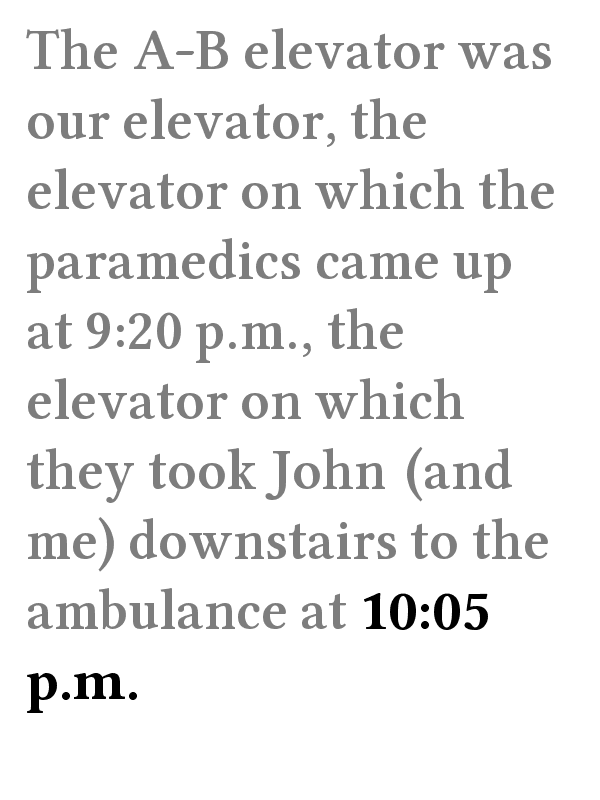 The A-B elevator was
our elevator, the
elevator on which the
paramedics came up
at 9:20 p.m., the
elevator on which
they took John (and
me) downstairs to the
ambulance at 10:05
p.m.